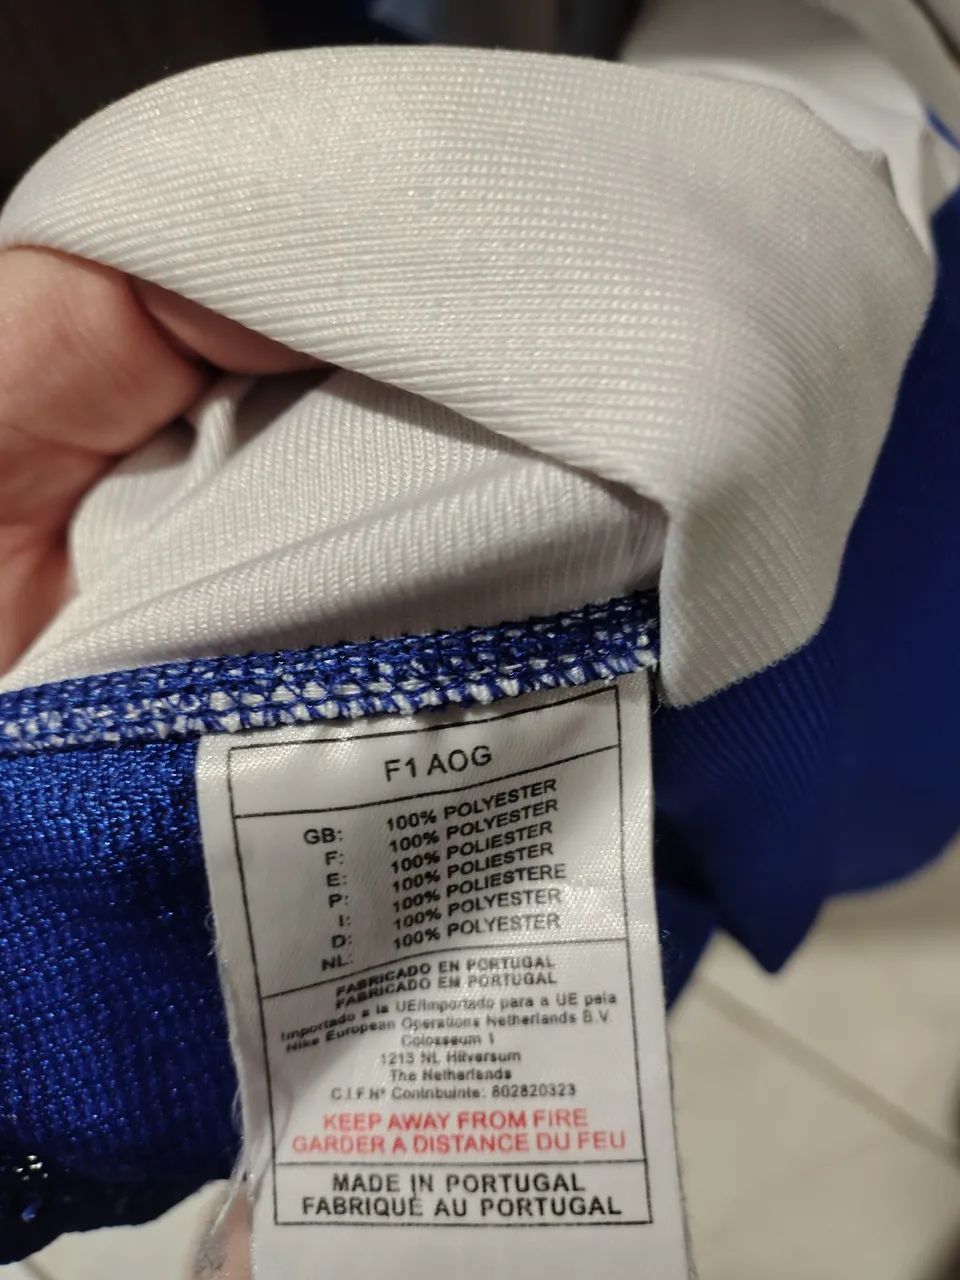 F1 AOG
GB: 100% POLYESTER
F: 100% POLYESTER
E: 100% POLIESTER
P: 100% POLIESTER
I: 100% POLIESTERE
D: 100% POLYESTER
NL: 100% POLYESTER
FABRICADO EN PORTUGAL
FABRICADO EM PORTUGAL
Importado a la UE/Importado para a UE pela
Nike European Operations Netherlands B.V.
Colosseum 1
1213 NL Hilversum
The Netherlands
C.I.F.Nº Contribuinte: 802820323
KEEP AWAY FROM FIRE
GARDER A DISTANCE DU FEU
MADE IN PORTUGAL
FABRIQUÉ AU PORTUGAL